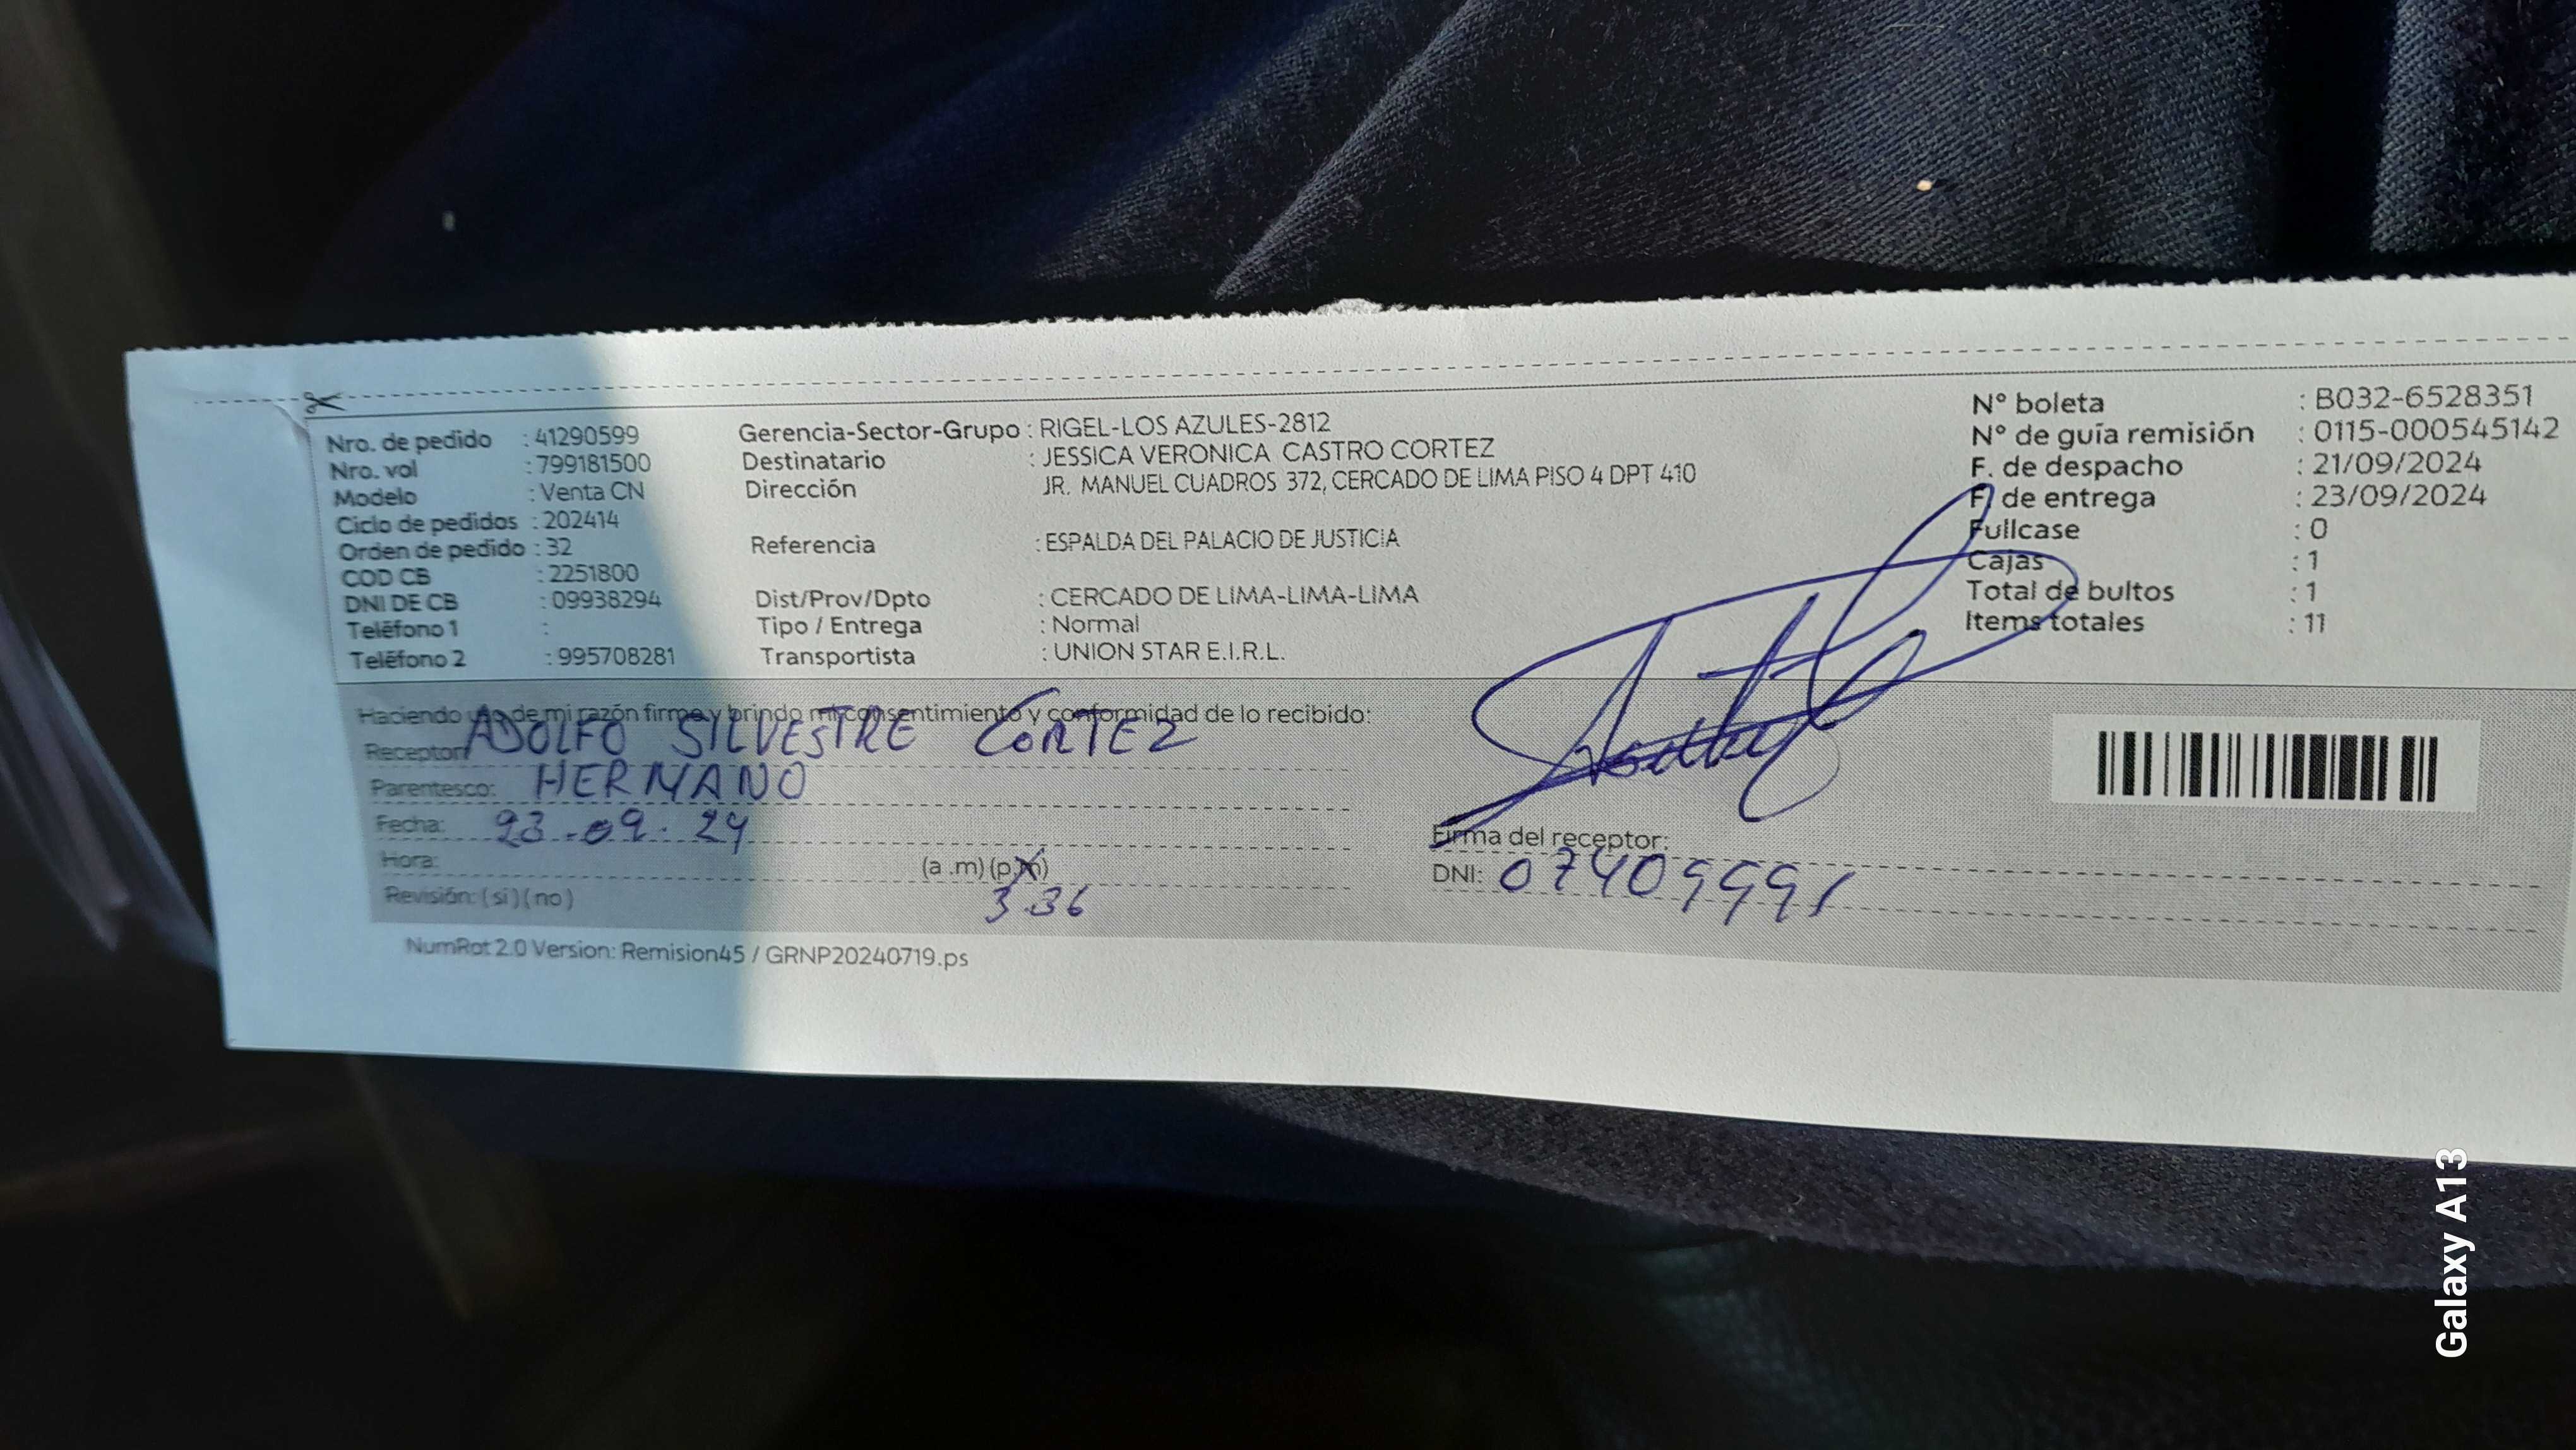 Nro. de pedido : 41290599
Nro. vol : 799181500
Modelo : Venta CN
Ciclo de pedidos : 202414
Orden de pedido : 32
COD CB : 2251800
DNI DE CB : 09938294
Teléfono 1 :
Teléfono 2 : 995708281
Gerencia-Sector-Grupo : RIGEL-LOS AZULES-2812
Destinatario : JESSICA VERONICA CASTRO CORTEZ
Dirección JR. MANUEL CUADROS 372, CERCADO DE LIMA PISO 4 DPT 410
Referencia : ESPALDA DEL PALACIO DE JUSTICIA
Dist/Prov/Dpto : CERCADO DE LIMA-LIMA-LIMA
Tipo / Entrega : Normal
Transportista : UNION STAR E.I.R.L.
N° boleta : B032-6528351
N° de guía remisión : 0115-000545142
F. de despacho : 21/09/2024
F. de entrega : 23/09/2024
Fullcase : 0
Cajas : 1
Total de bultos : 1
Items totales : 11
Haciendo uso de mi razón firmo y brindo mi consentimiento y conformidad de lo recibido:
Receptor: ADOLFO SILVESTRE CORTEZ
Parentesco: HERMANO
Fecha: 23-09-24
Hora: (a .m) (p.m)
3.36
Revisión: ( si ) ( no )
Firma del receptor:
DNI: 07409991
NumRot 2.0 Version: Remision45 / GRNP20240719.ps
Galaxy A13